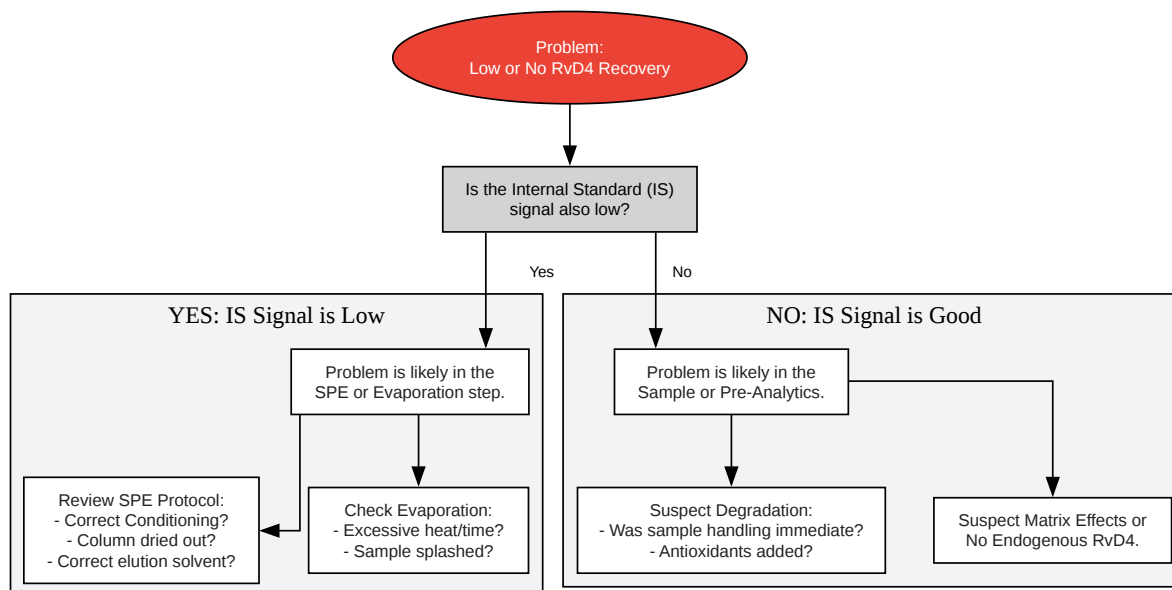 Problem:
Low or No RvD4 Recovery
Is the Internal Standard (IS)
signal also low?
Yes
No
YES: IS Signal is Low
Problem is likely in the
SPE or Evaporation step.
Review SPE Protocol:
- Correct Conditioning?
- Column dried out?
- Correct elution solvent?
Check Evaporation:
- Excessive heat/time?
- Sample splashed?
NO: IS Signal is Good
Problem is likely in the
Sample or Pre-Analytics.
Suspect Degradation:
- Was sample handling immediate?
- Antioxidants added?
Suspect Matrix Effects or
No Endogenous RvD4.